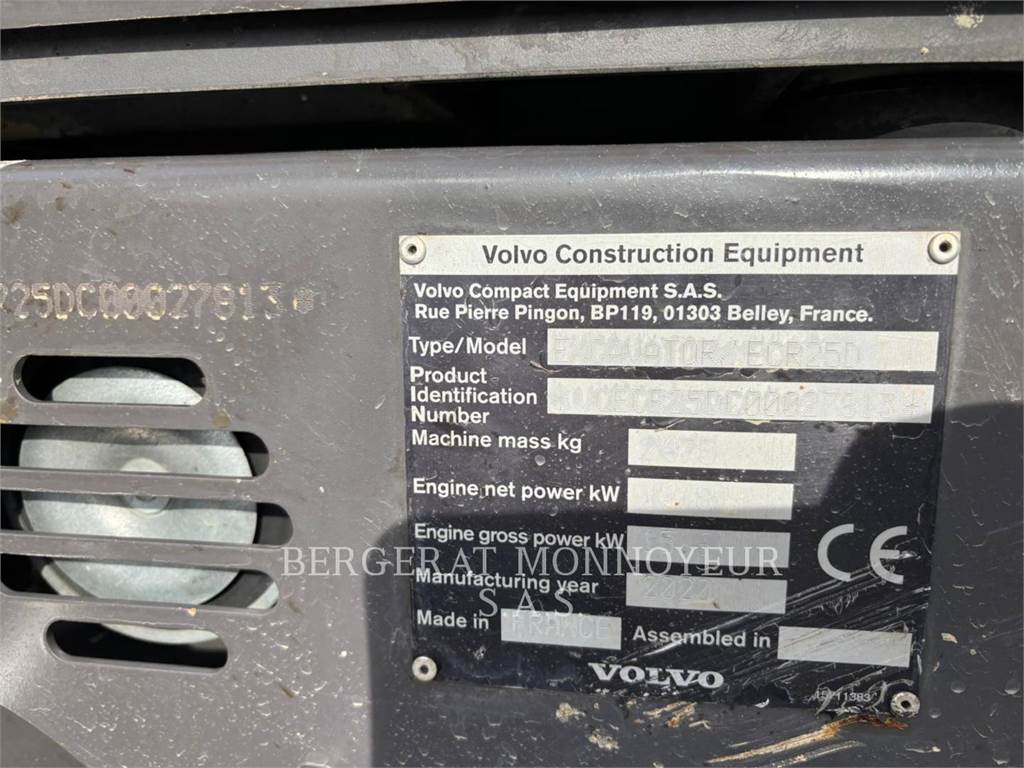 Volvo Construction Equipment
Volvo Compact Equipment S.A.S.
Rue Pierre Pingon, BP119, 01303 Belley, France.
Type/Model EXCAVATOR/ECR25D
225DC00027813*
Product
Identification
Number
Machine mass kg
Engine net power kW
Engine gross power kW
Manufacturing year
Made in FRANCE
Assembled in
VOLVO
CE
BERGERAT MONNOYEUR
SAS